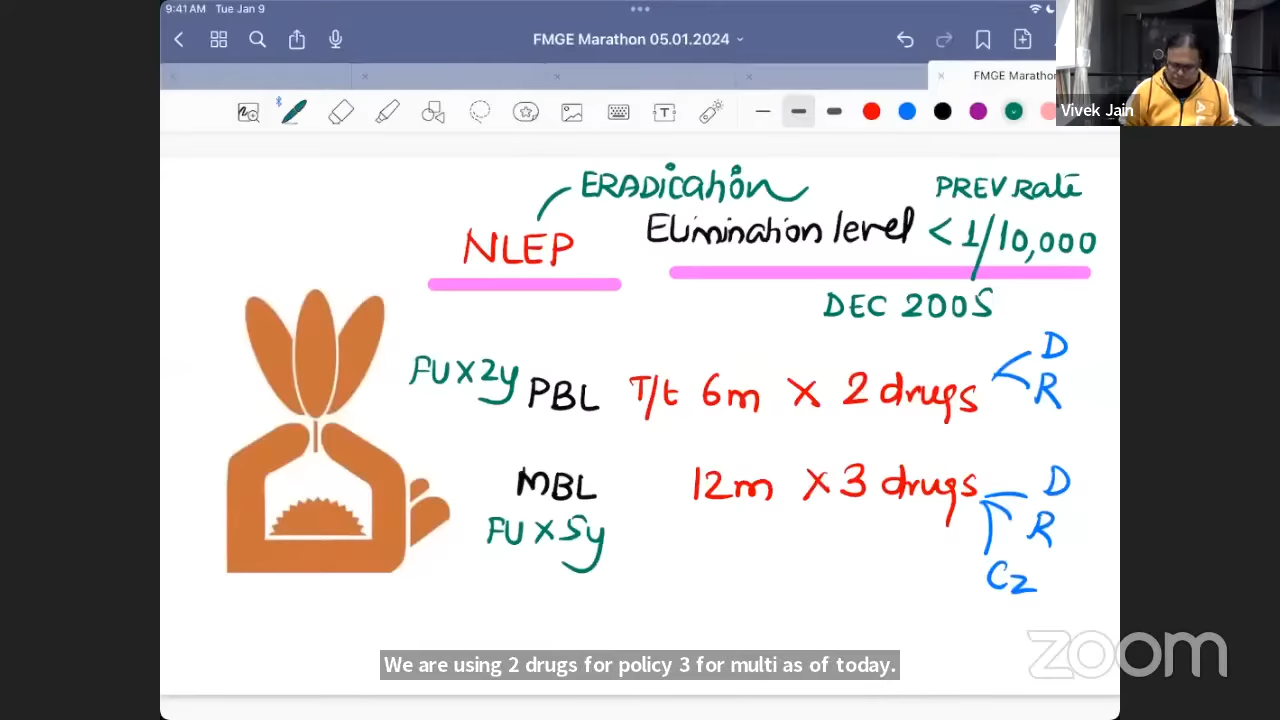 9:41 AM Tue Jan 9
FMGE Marathon 05.01.2024
FMGE Marathon
Vivek Jain
ERADICATION
PREV Rate
NLEP
Elimination level < 1/10,000
DEC 2005
FU X 2y PBL T/t 6m X 2 drugs D R
MBL 12m X 3 drugs D R Cz
FU X 5y
We are using 2 drugs for policy 3 for multi as of today.
zoom